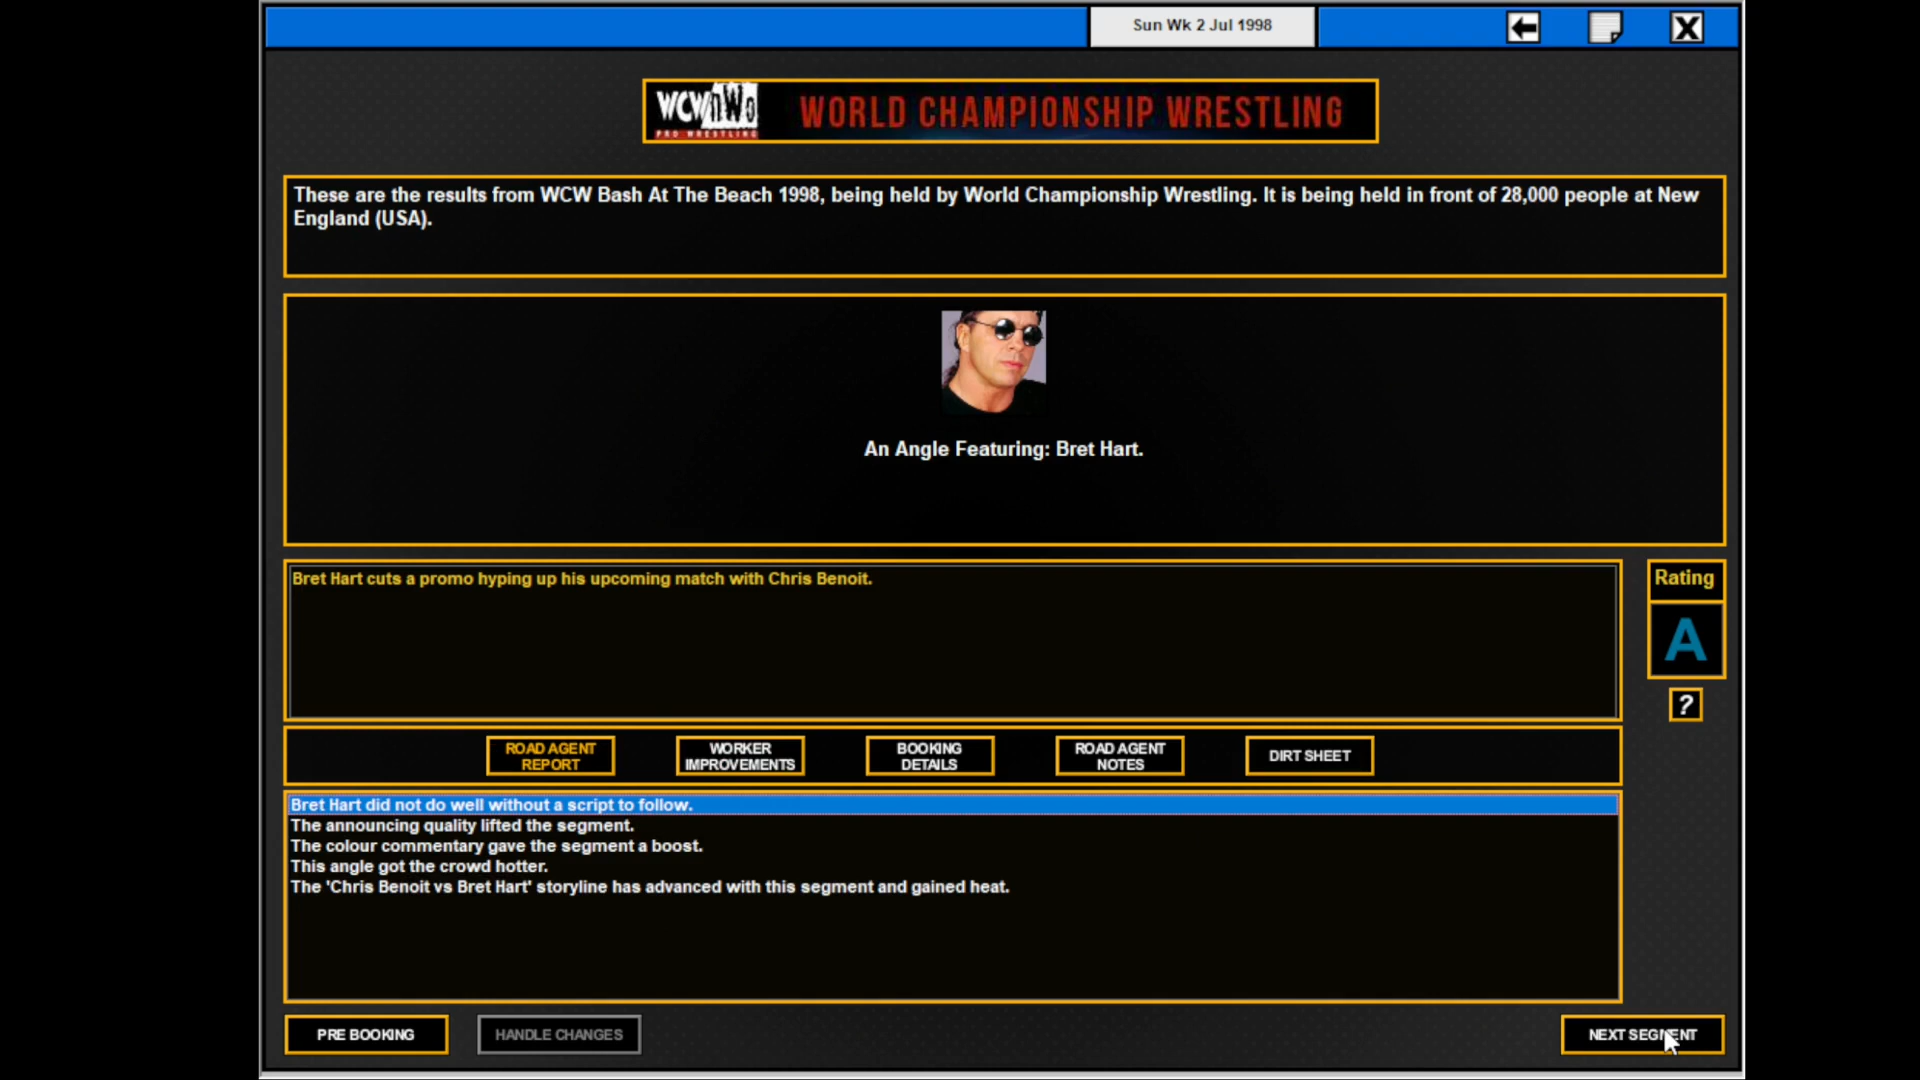 Sun Wk 2 Jul 1998
WCW nWo
PRO WRESTLING
WORLD CHAMPIONSHIP WRESTLING
These are the results from WCW Bash At The Beach 1998, being held by World Championship Wrestling. It is being held in front of 28,000 people at New
England (USA).
An Angle Featuring: Bret Hart.
Bret Hart cuts a promo hyping up his upcoming match with Chris Benoit.
Rating
A
?
ROAD AGENT
REPORT
WORKER
IMPROVEMENTS
BOOKING
DETAILS
ROAD AGENT
NOTES
DIRT SHEET
Bret Hart did not do well without a script to follow.
The announcing quality lifted the segment.
The colour commentary gave the segment a boost.
This angle got the crowd hotter.
The 'Chris Benoit vs Bret Hart' storyline has advanced with this segment and gained heat.
PRE BOOKING
HANDLE CHANGES
NEXT SEGMENT